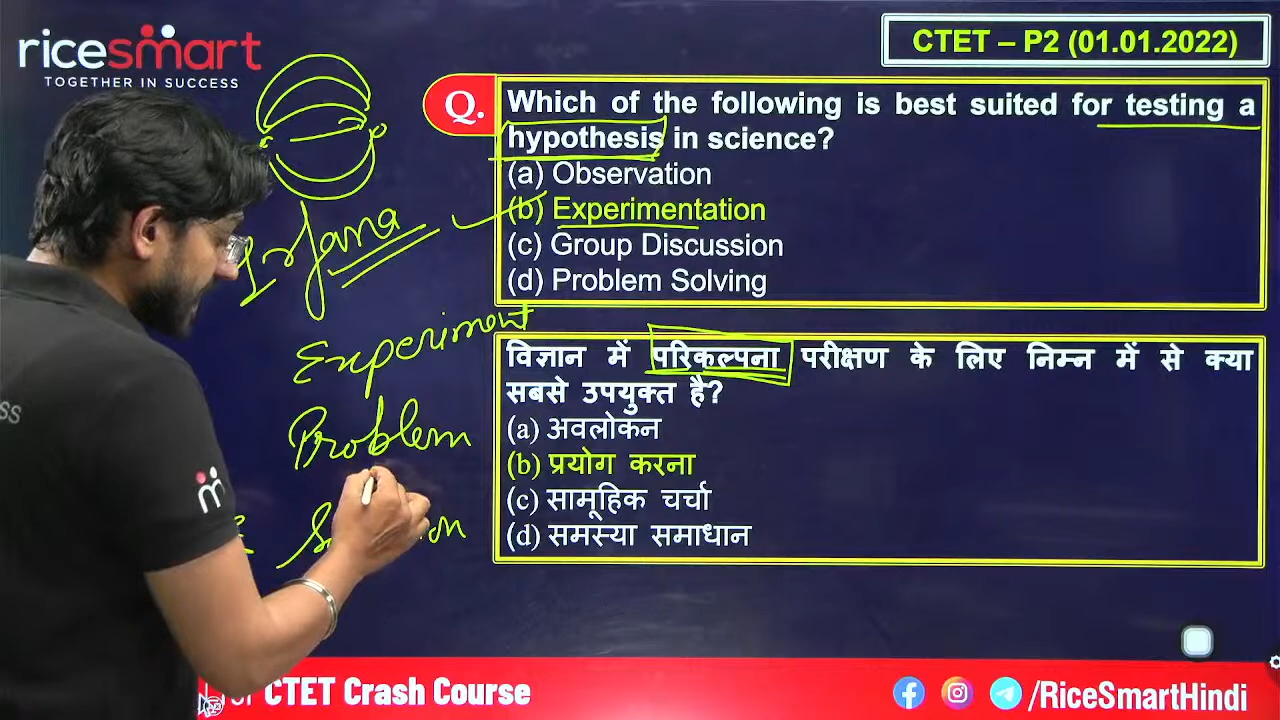 ricesmart
TOGETHER IN SUCCESS
CTET – P2 (01.01.2022)
Q. Which of the following is best suited for testing a
hypothesis in science?
(a) Observation
(b) Experimentation
(c) Group Discussion
(d) Problem Solving
Irfana
Experiment
Problem
विज्ञान में परिकल्पना परीक्षण के लिए निम्न में से क्या
सबसे उपयुक्त है?
(a) अवलोकन
(b) प्रयोग करना
(c) सामूहिक चर्चा
(d) समस्या समाधान
CTET Crash Course
/RiceSmartHindi